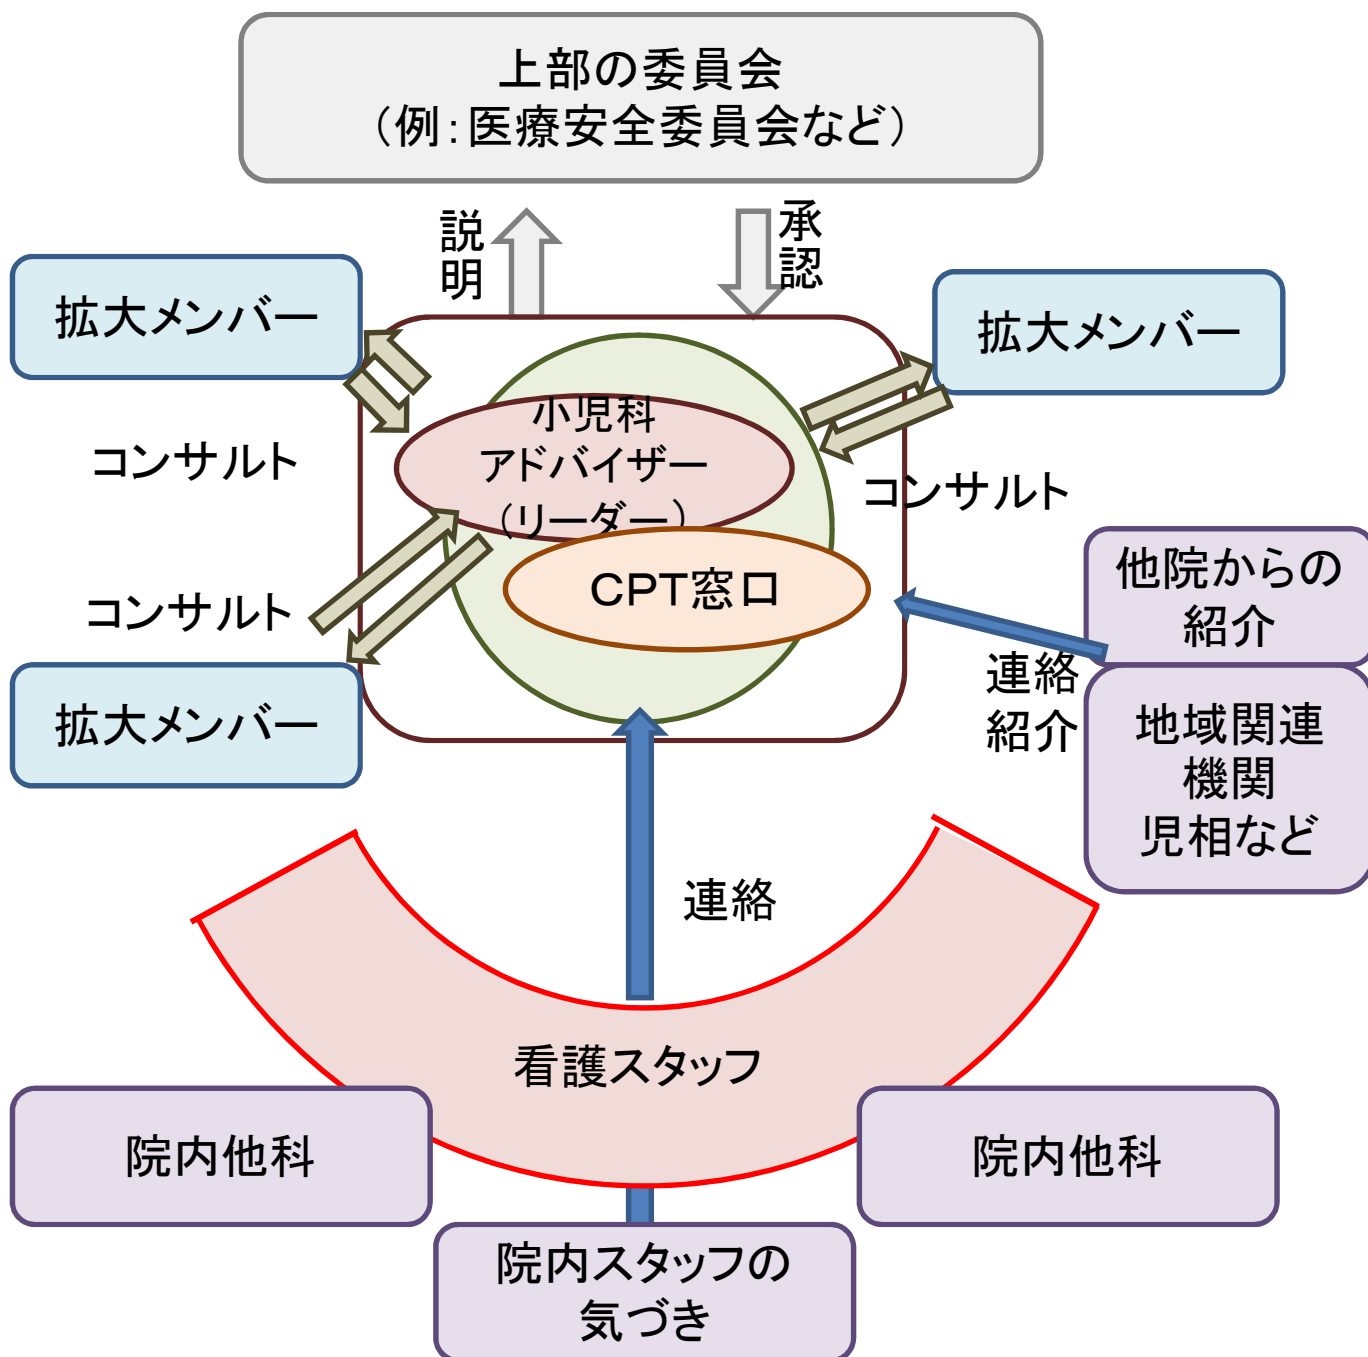 上部の委員会
（例：医療安全委員会など）
説明
承認
拡大メンバー
拡大メンバー
小児科
アドバイザー
（リーダー）
コンサルト
コンサルト
CPT窓口
他院からの
紹介
コンサルト
連絡
紹介
拡大メンバー
地域関連
機関
児相など
連絡
看護スタッフ
院内他科
院内他科
院内スタッフの
気づき